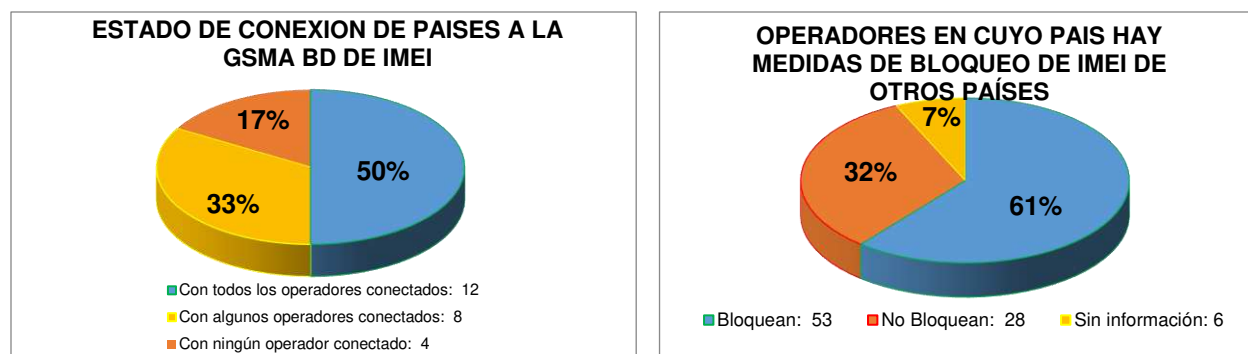 ESTADO DE CONEXION DE PAISES A LA
GSMA BD DE IMEI
17%
50%
33%
Con todos los operadores conectados: 12
Con algunos operadores conectados: 8
Con ningún operador conectado: 4
OPERADORES EN CUYO PAIS HAY
MEDIDAS DE BLOQUEO DE IMEI DE
OTROS PAÍSES
7%
32%
61%
Bloquean: 53
No Bloquean: 28
Sin información: 6